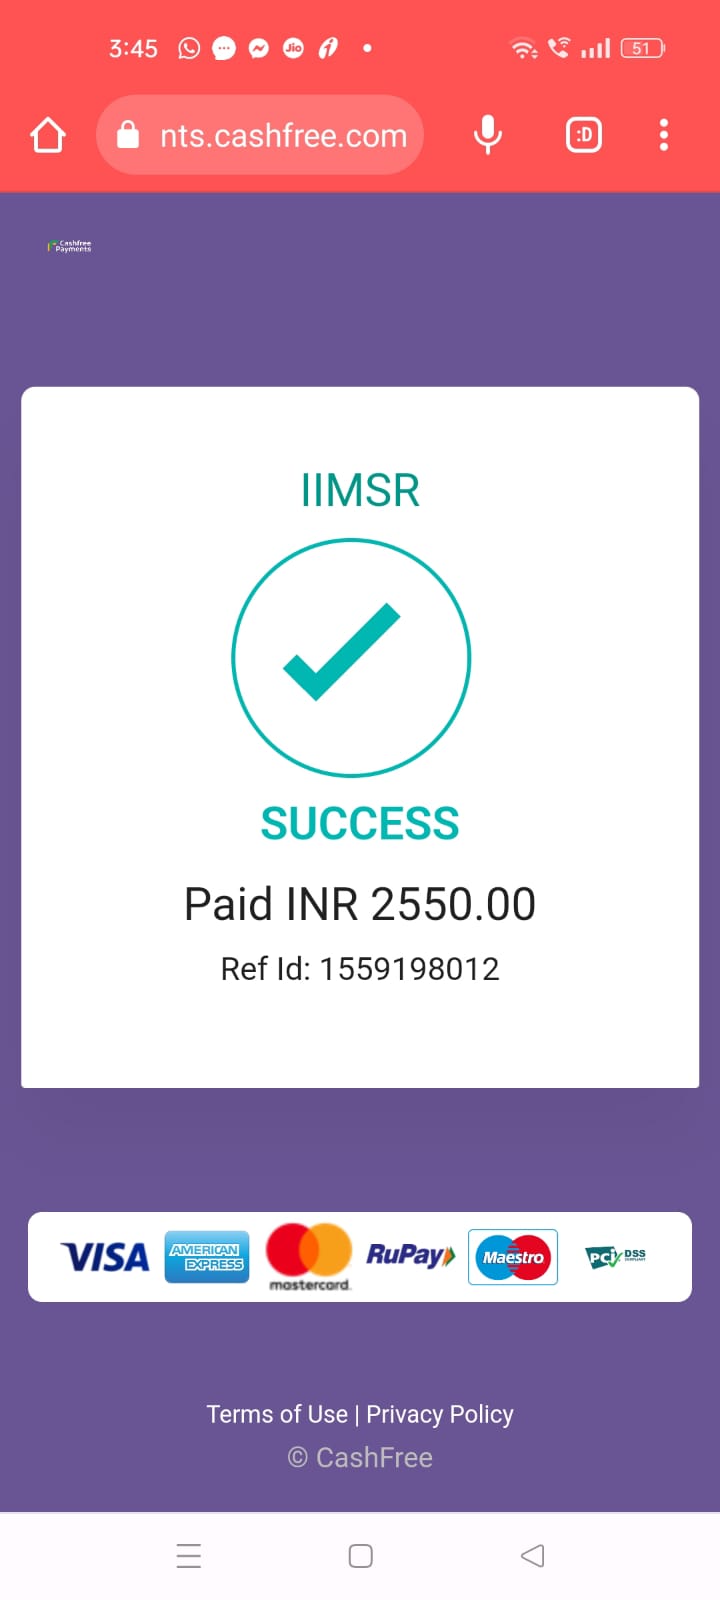 3:45 Jio 51
nts.cashfree.com :D
Cashfree
Payments
IIMSR
SUCCESS
Paid INR 2550.00
Ref Id: 1559198012
VISA AMERICAN EXPRESS mastercard. RuPay Maestro PCI DSS
Terms of Use | Privacy Policy
© CashFree